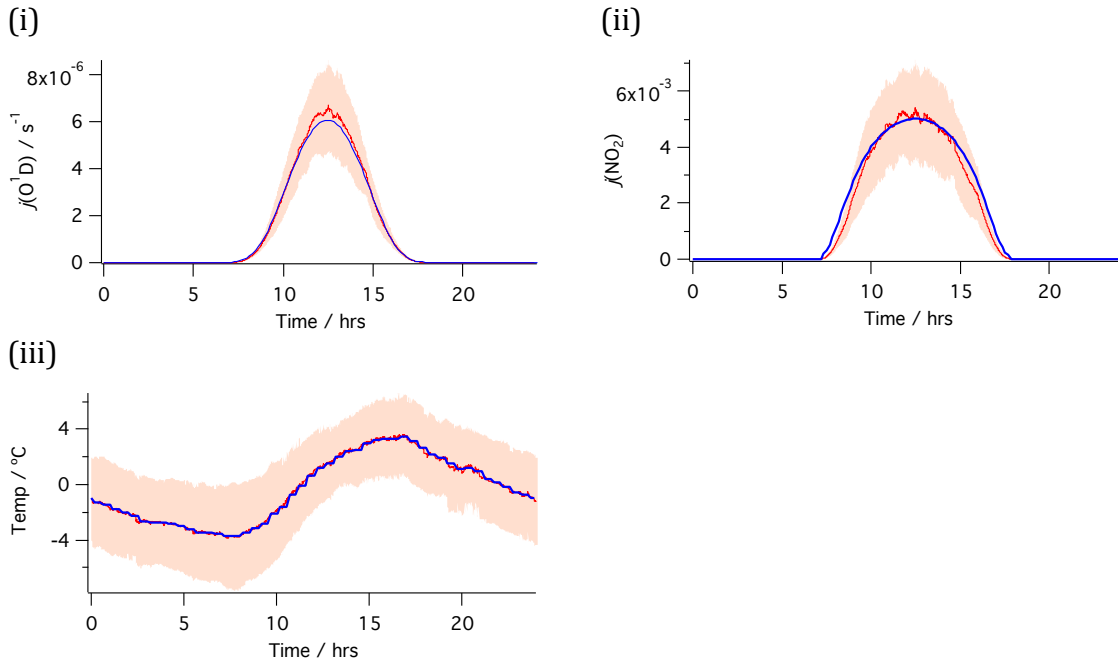 (i)
8x10⁻⁶
6
4
2
0
j(O¹D) / s⁻¹
0 5 10 15 20
Time / hrs
(ii)
6x10⁻³
4
2
0
j(NO₂)
0 5 10 15 20
Time / hrs
(iii)
4
0
-4
Temp / °C
0 5 10 15 20
Time / hrs